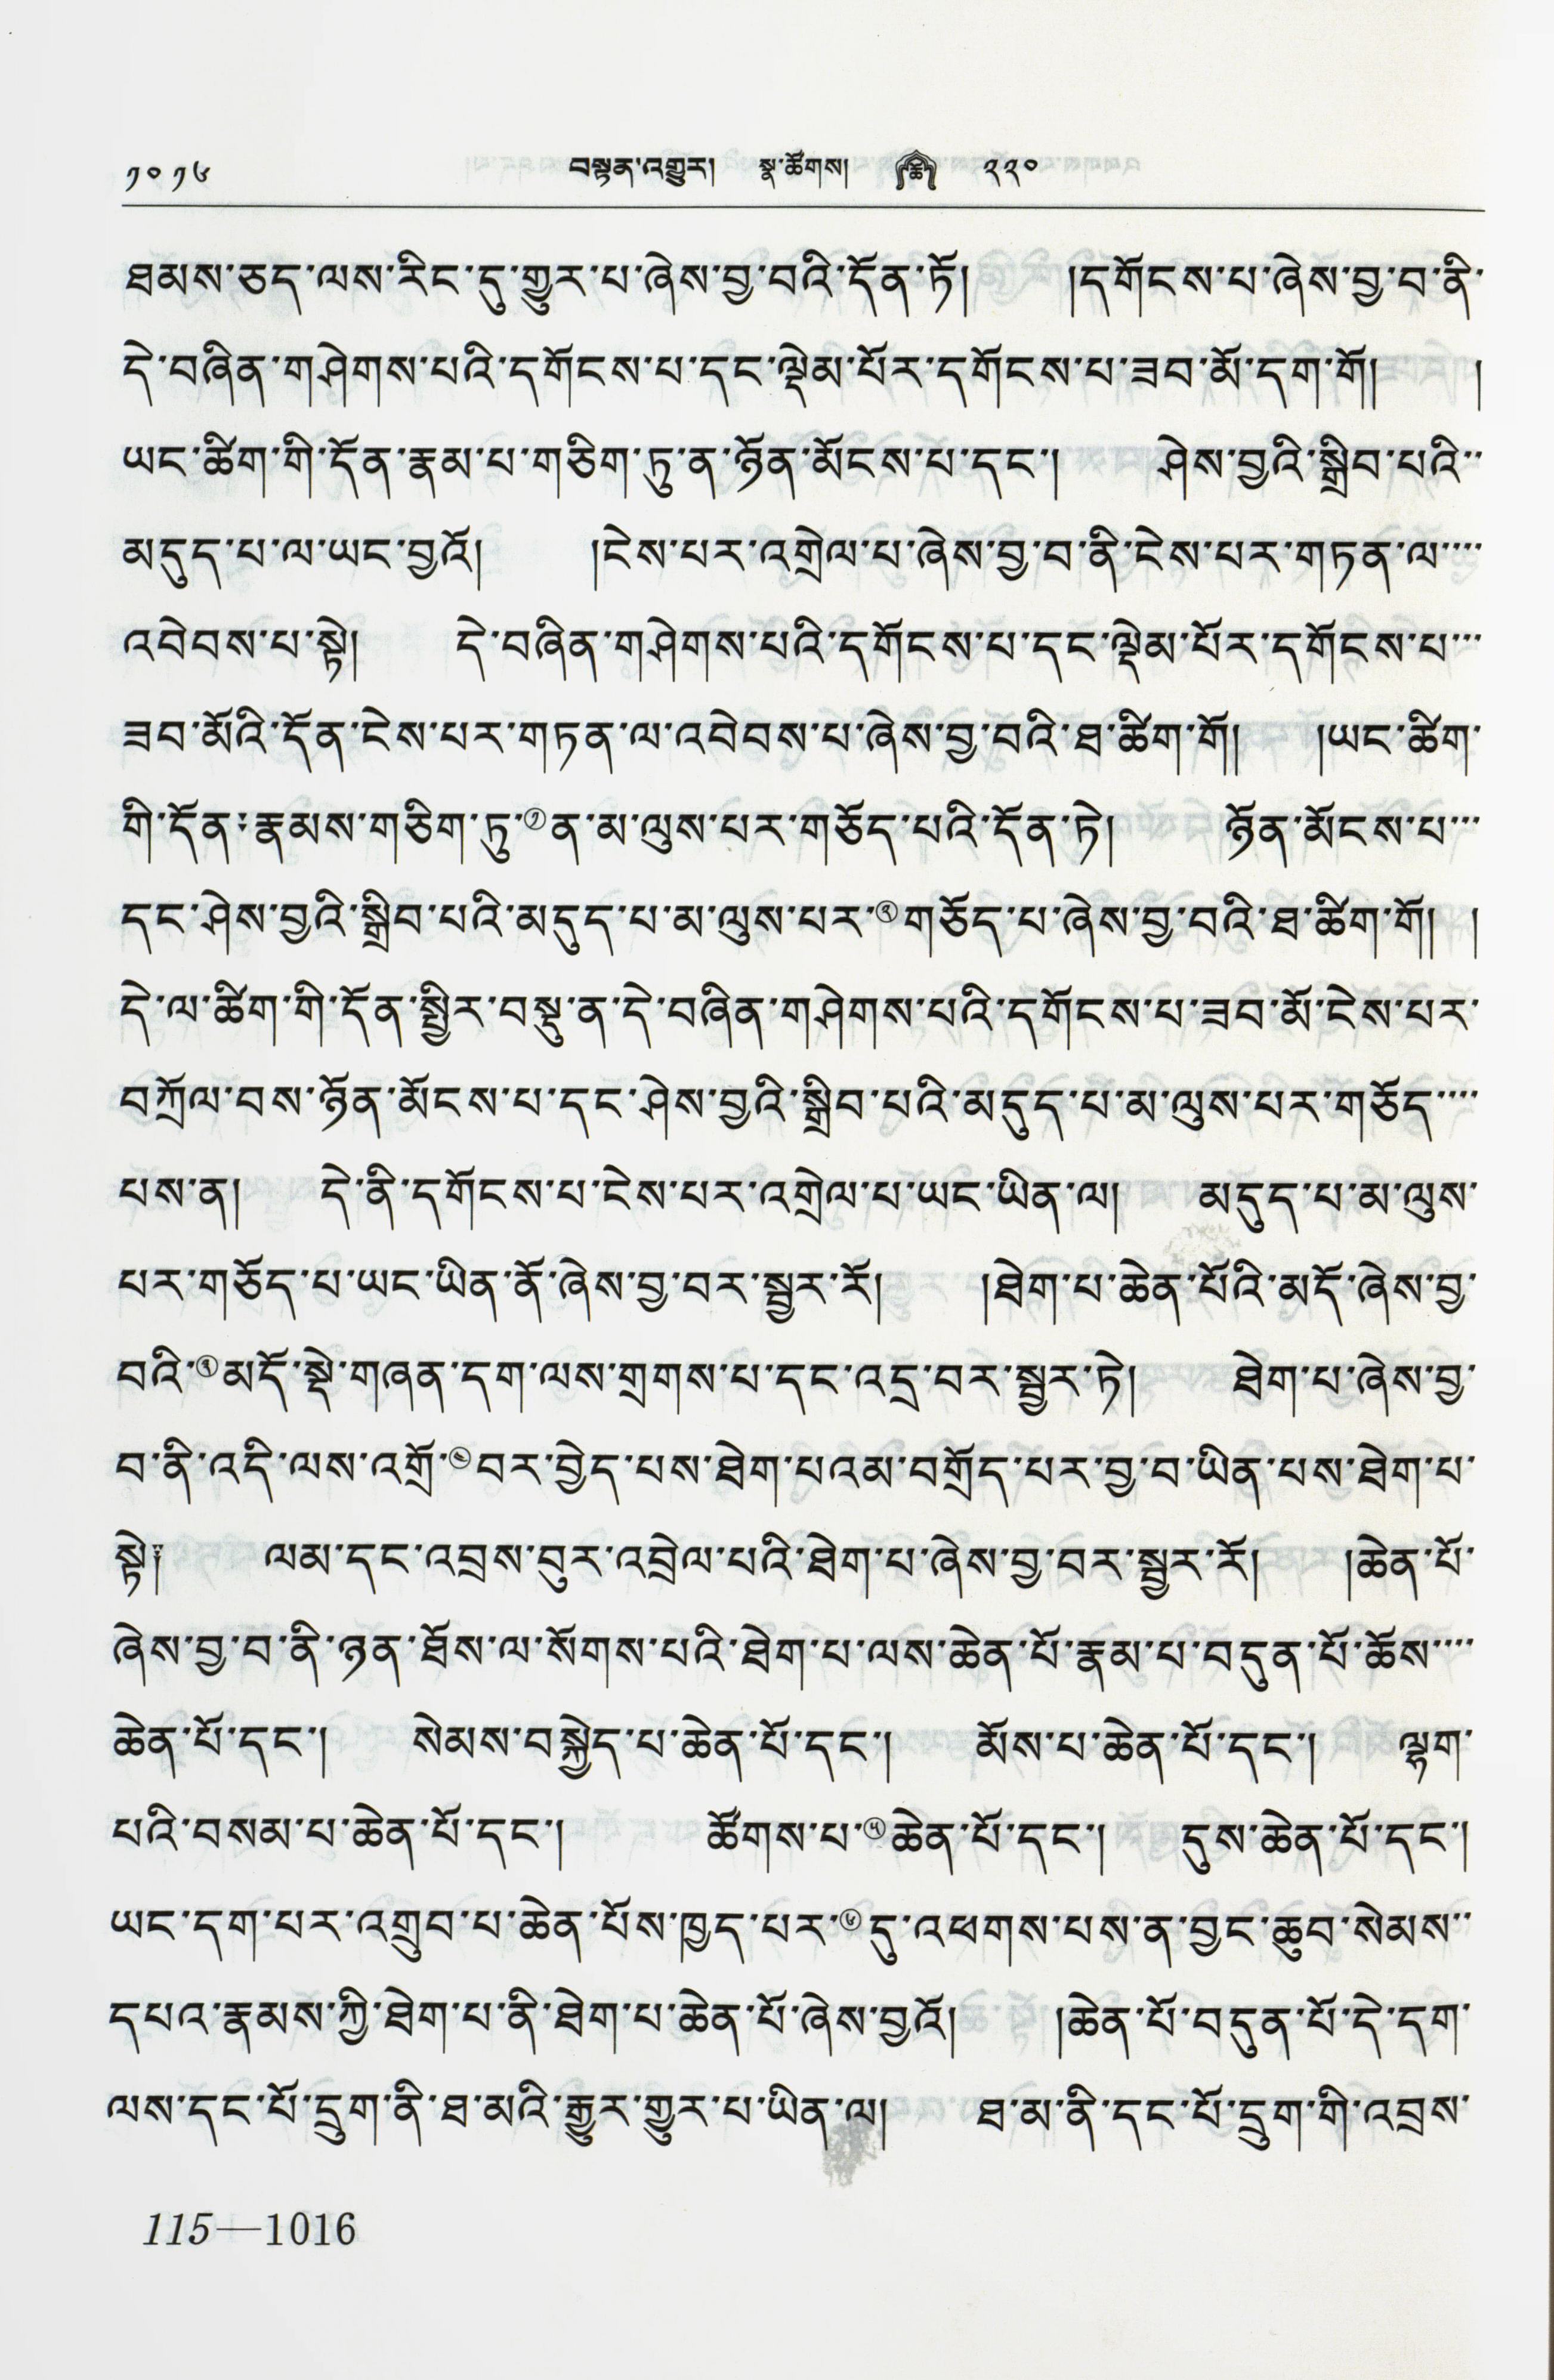 ༡༠༡༦ བསྟན་འགྱུར། སྣ་ཚོགས། ཆོ ༢༢༠
ཐམས་ཅད་ལས་རིང་དུ་གྱུར་པ་ཞེས་བྱ་བའི་དོན་ཏོ། །དགོངས་པ་ཞེས་བྱ་བ་ནི་
དེ་བཞིན་གཤེགས་པའི་དགོངས་པ་དང་ལྡེམ་པོར་དགོངས་པ་ཟབ་མོ་དག་གོ། །
ཡང་ཚིག་གི་དོན་རྣམ་པ་གཅིག་ཏུ་ན་ཉོན་མོངས་པ་དང་། ཤེས་བྱའི་སྒྲིབ་པའི་་
མདུད་པ་ལ་ཡང་བྱའོ། །ངེས་པར་འགྲེལ་པ་ཞེས་བྱ་བ་ནི་ངེས་པར་གཏན་ལ་་་་
འབེབས་པ་སྟེ། དེ་བཞིན་གཤེགས་པའི་དགོངས་པ་དང་ལྡེམ་པོར་དགོངས་པ་་་
ཟབ་མོའི་དོན་ངེས་པར་གཏན་ལ་འབེབས་པ་ཞེས་བྱ་བའི་ཐ་ཚིག་གོ། །ཡང་ཚིག་
གི་དོན་༌རྣམས་གཅིག་ཏུ་①ན་མ་ལུས་པར་གཅོད་པའི་དོན་ཏེ། ཉོན་མོངས་པ་་་
དང་ཤེས་བྱའི་སྒྲིབ་པའི་མདུད་པ་མ་ལུས་པར་②གཅོད་པ་ཞེས་བྱ་བའི་ཐ་ཚིག་གོ། །
དེ་ལ་ཚིག་གི་དོན་སྤྱིར་བསྡུ་ན་དེ་བཞིན་གཤེགས་པའི་དགོངས་པ་ཟབ་མོ་ངེས་པར་
བཀྲོལ་བས་ཉོན་མོངས་པ་དང་ཤེས་བྱའི་སྒྲིབ་པའི་མདུད་པ་མ་ལུས་པར་གཅོད་་་་
པས་ན། དེ་ནི་དགོངས་པ་ངེས་པར་འགྲེལ་པ་ཡང་ཡིན་ལ། མདུད་པ་མ་ལུས་
པར་གཅོད་པ་ཡང་ཡིན་ནོ་ཞེས་བྱ་བར་སྦྱར་རོ། །ཐེག་པ་ཆེན་པོའི་མདོ་ཞེས་བྱ་
བའི་③མདོ་སྡེ་གཞན་དག་ལས་གྲགས་པ་དང་འདྲ་བར་སྦྱར་ཏེ། ཐེག་པ་ཞེས་བྱ་
བ་ནི་འདི་ལས་འགྲོ་④བར་བྱེད་པས་ཐེག་པའམ་བགྲོད་པར་བྱ་བ་ཡིན་པས་ཐེག་པ་
སྟེ། ལམ་དང་འབྲས་བུར་འབྲེལ་པའི་ཐེག་པ་ཞེས་བྱ་བར་སྦྱར་རོ། །ཆེན་པོ་
ཞེས་བྱ་བ་ནི་ཉན་ཐོས་ལ་སོགས་པའི་ཐེག་པ་ལས་ཆེན་པོ་རྣམ་པ་བདུན་པོ་ཆོས་་་་
ཆེན་པོ་དང་། སེམས་བསྐྱེད་པ་ཆེན་པོ་དང་། མོས་པ་ཆེན་པོ་དང་། ལྷག་
པའི་བསམ་པ་ཆེན་པོ་དང་། ཚོགས་པ་⑤ཆེན་པོ་དང་། དུས་ཆེན་པོ་དང་།
ཡང་དག་པར་འགྲུབ་པ་ཆེན་པོས་ཁྱད་པར་⑥དུ་འཕགས་པས་ན་བྱང་ཆུབ་སེམས་་
དཔའ་རྣམས་ཀྱི་ཐེག་པ་ནི་ཐེག་པ་ཆེན་པོ་ཞེས་བྱའོ། །ཆེན་པོ་བདུན་པོ་དེ་དག་
ལས་དང་པོ་དྲུག་ནི་ཐ་མའི་རྒྱུར་གྱུར་པ་ཡིན་ལ། ཐ་མ་ནི་དང་པོ་དྲུག་གི་འབྲས་
115—1016